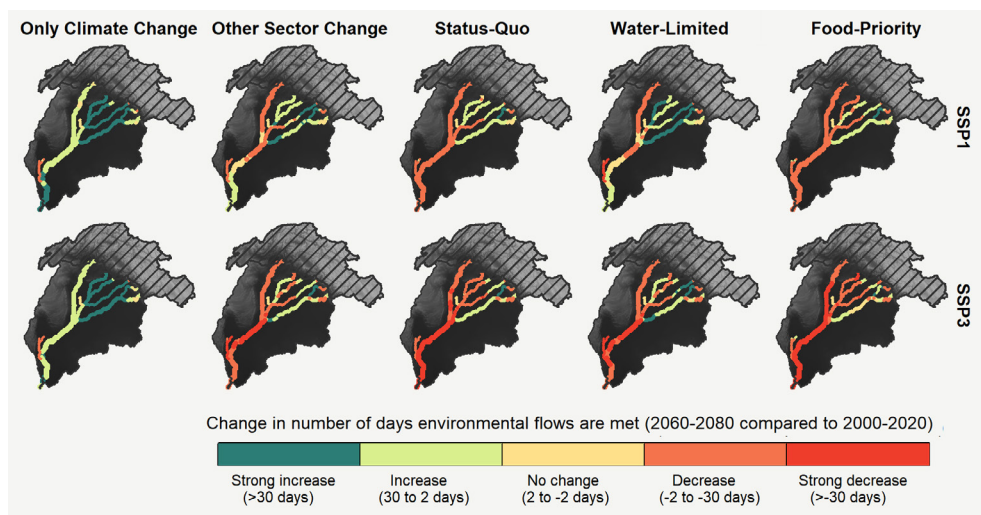 Only Climate Change
Other Sector Change
Status-Quo
Water-Limited
Food-Priority
SSP1
SSP3
Change in number of days environmental flows are met (2060-2080 compared to 2000-2020)
Strong increase
(>30 days)
Increase
(30 to 2 days)
No change
(2 to -2 days)
Decrease
(-2 to -30 days)
Strong decrease
(>-30 days)